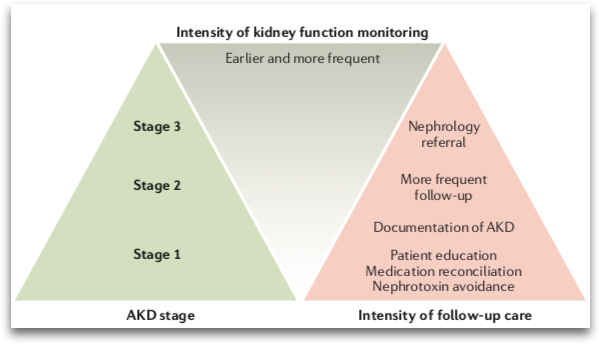 Intensity of kidney function monitoring
Earlier and more frequent
Stage 3
Stage 2
Stage 1
AKD stage
Nephrology
referral
More frequent
follow-up
Documentation of AKD
Patient education
Medication reconciliation
Nephrotoxin avoidance
Intensity of follow-up care